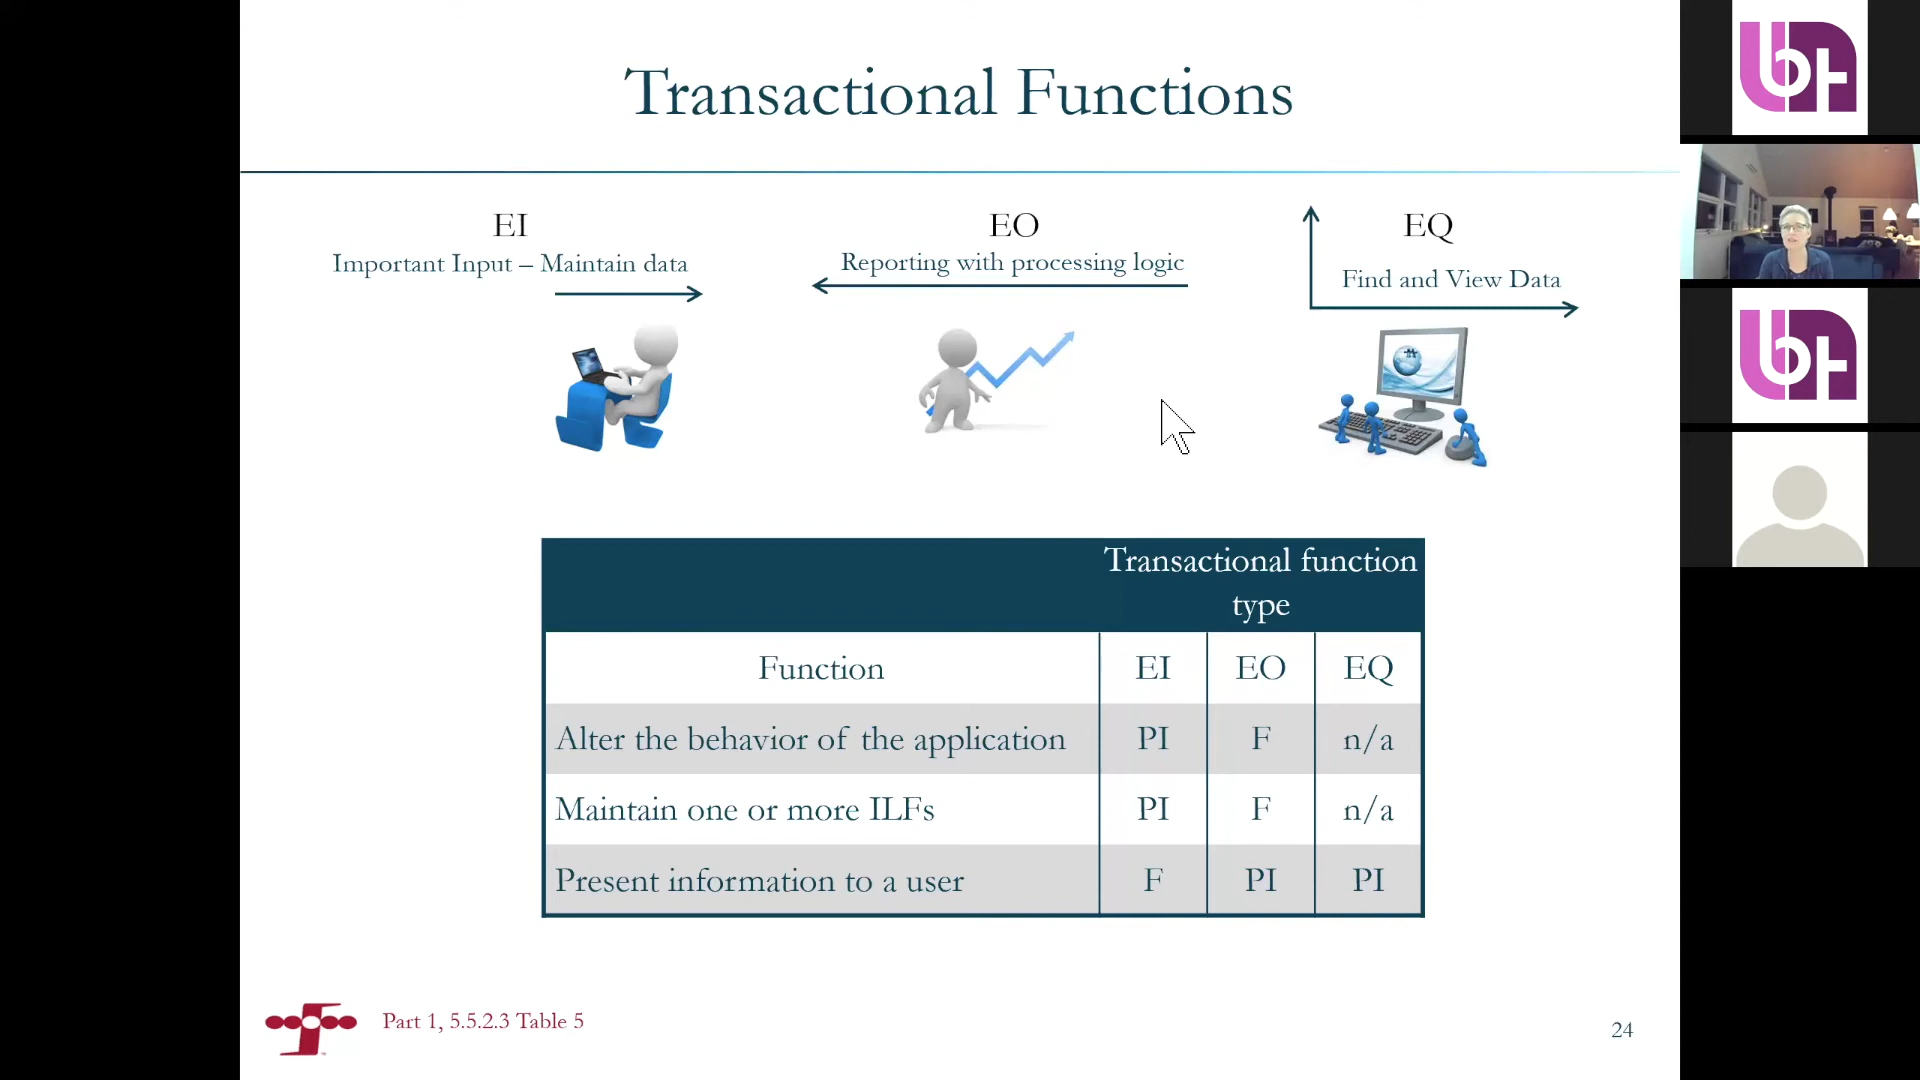 Transactional Functions
EI
Important Input – Maintain data
EO
Reporting with processing logic
EQ
Find and View Data
Transactional function
type
Function EI EO EQ
Alter the behavior of the application PI F n/a
Maintain one or more ILFs PI F n/a
Present information to a user F PI PI
Part 1, 5.5.2.3 Table 5
24